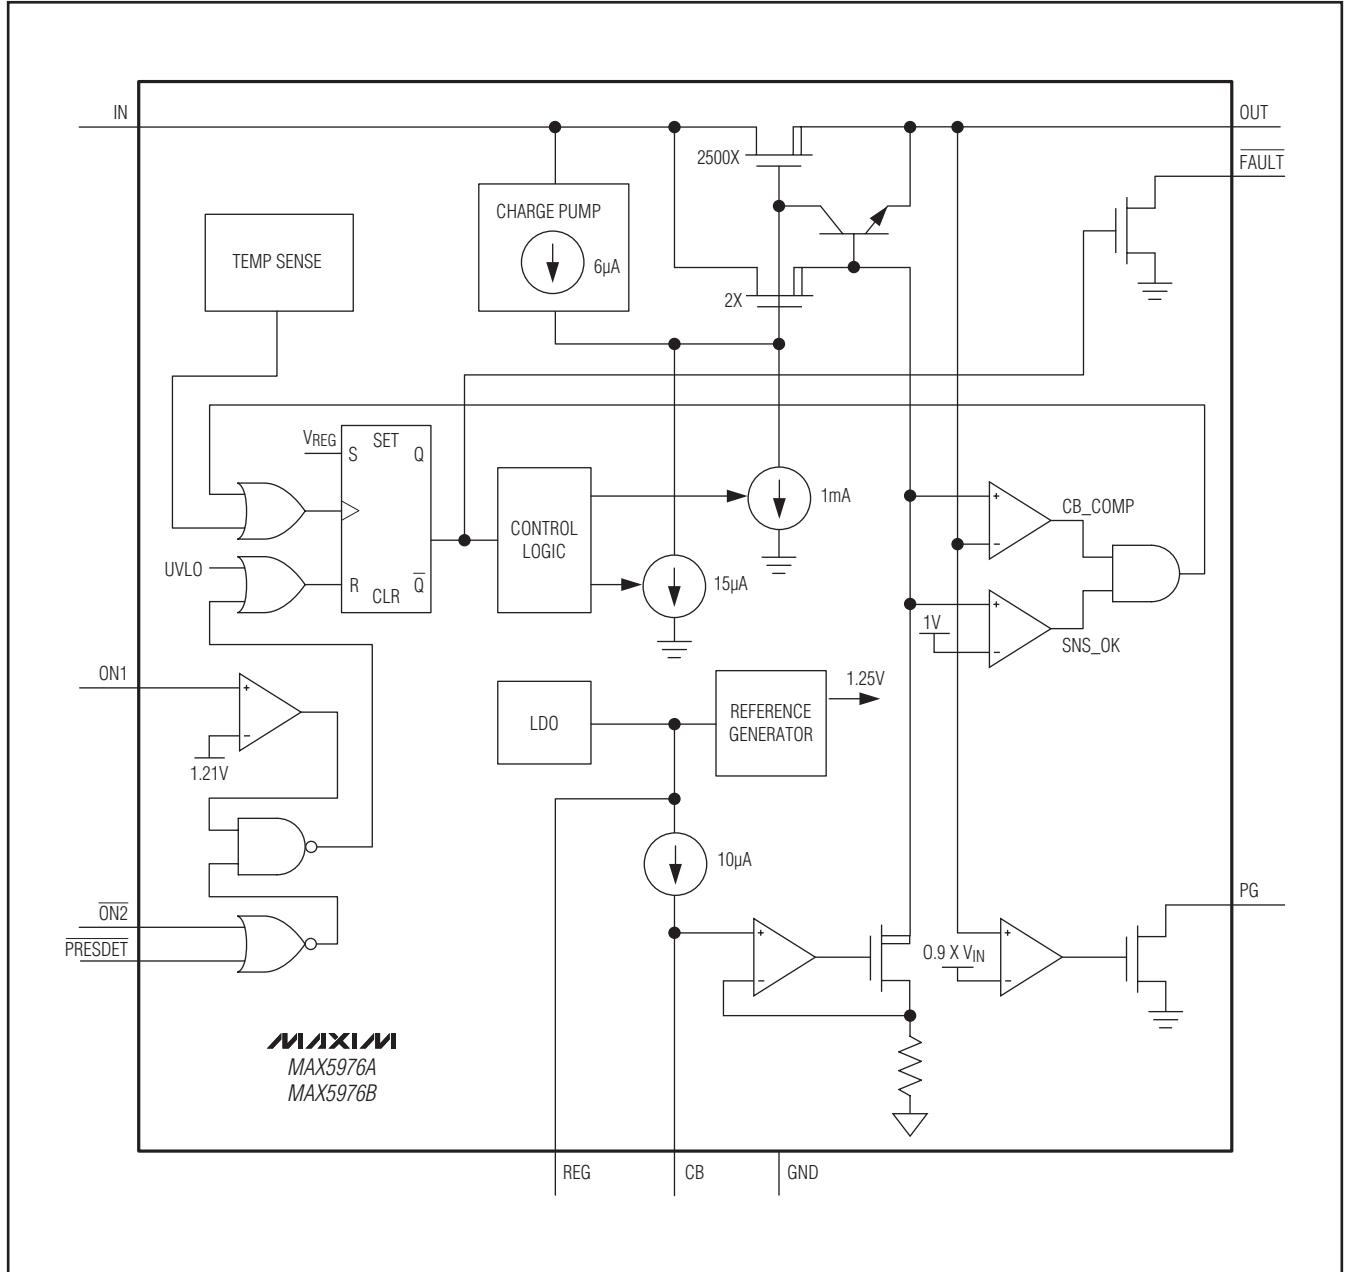 IN
OUT
2500X
FAULT
CHARGE PUMP
6µA
TEMP SENSE
2X
VREG
SET
S
Q
1mA
CB_COMP
CONTROL
LOGIC
UVLO
R
Q
CLR
15µA
1V
SNS_OK
ON1
1.25V
LDO
REFERENCE
GENERATOR
1.21V
10µA
PG
ON2
PRESDET
0.9 X VIN
MAXIM
MAX5976A
MAX5976B
REG
CB
GND